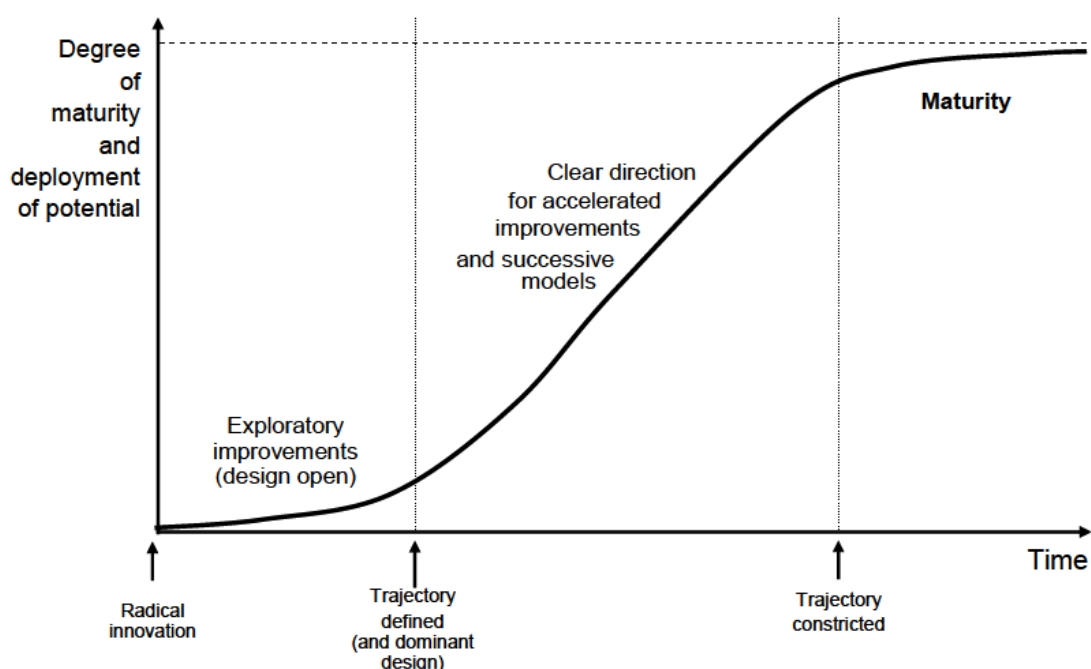 Degree
of
maturity
and
deployment
of potential
Maturity
Clear direction
for accelerated
improvements
and successive
models
Exploratory
improvements
(design open)
Time
Radical
innovation
Trajectory
defined
(and dominant
design)
Trajectory
constricted